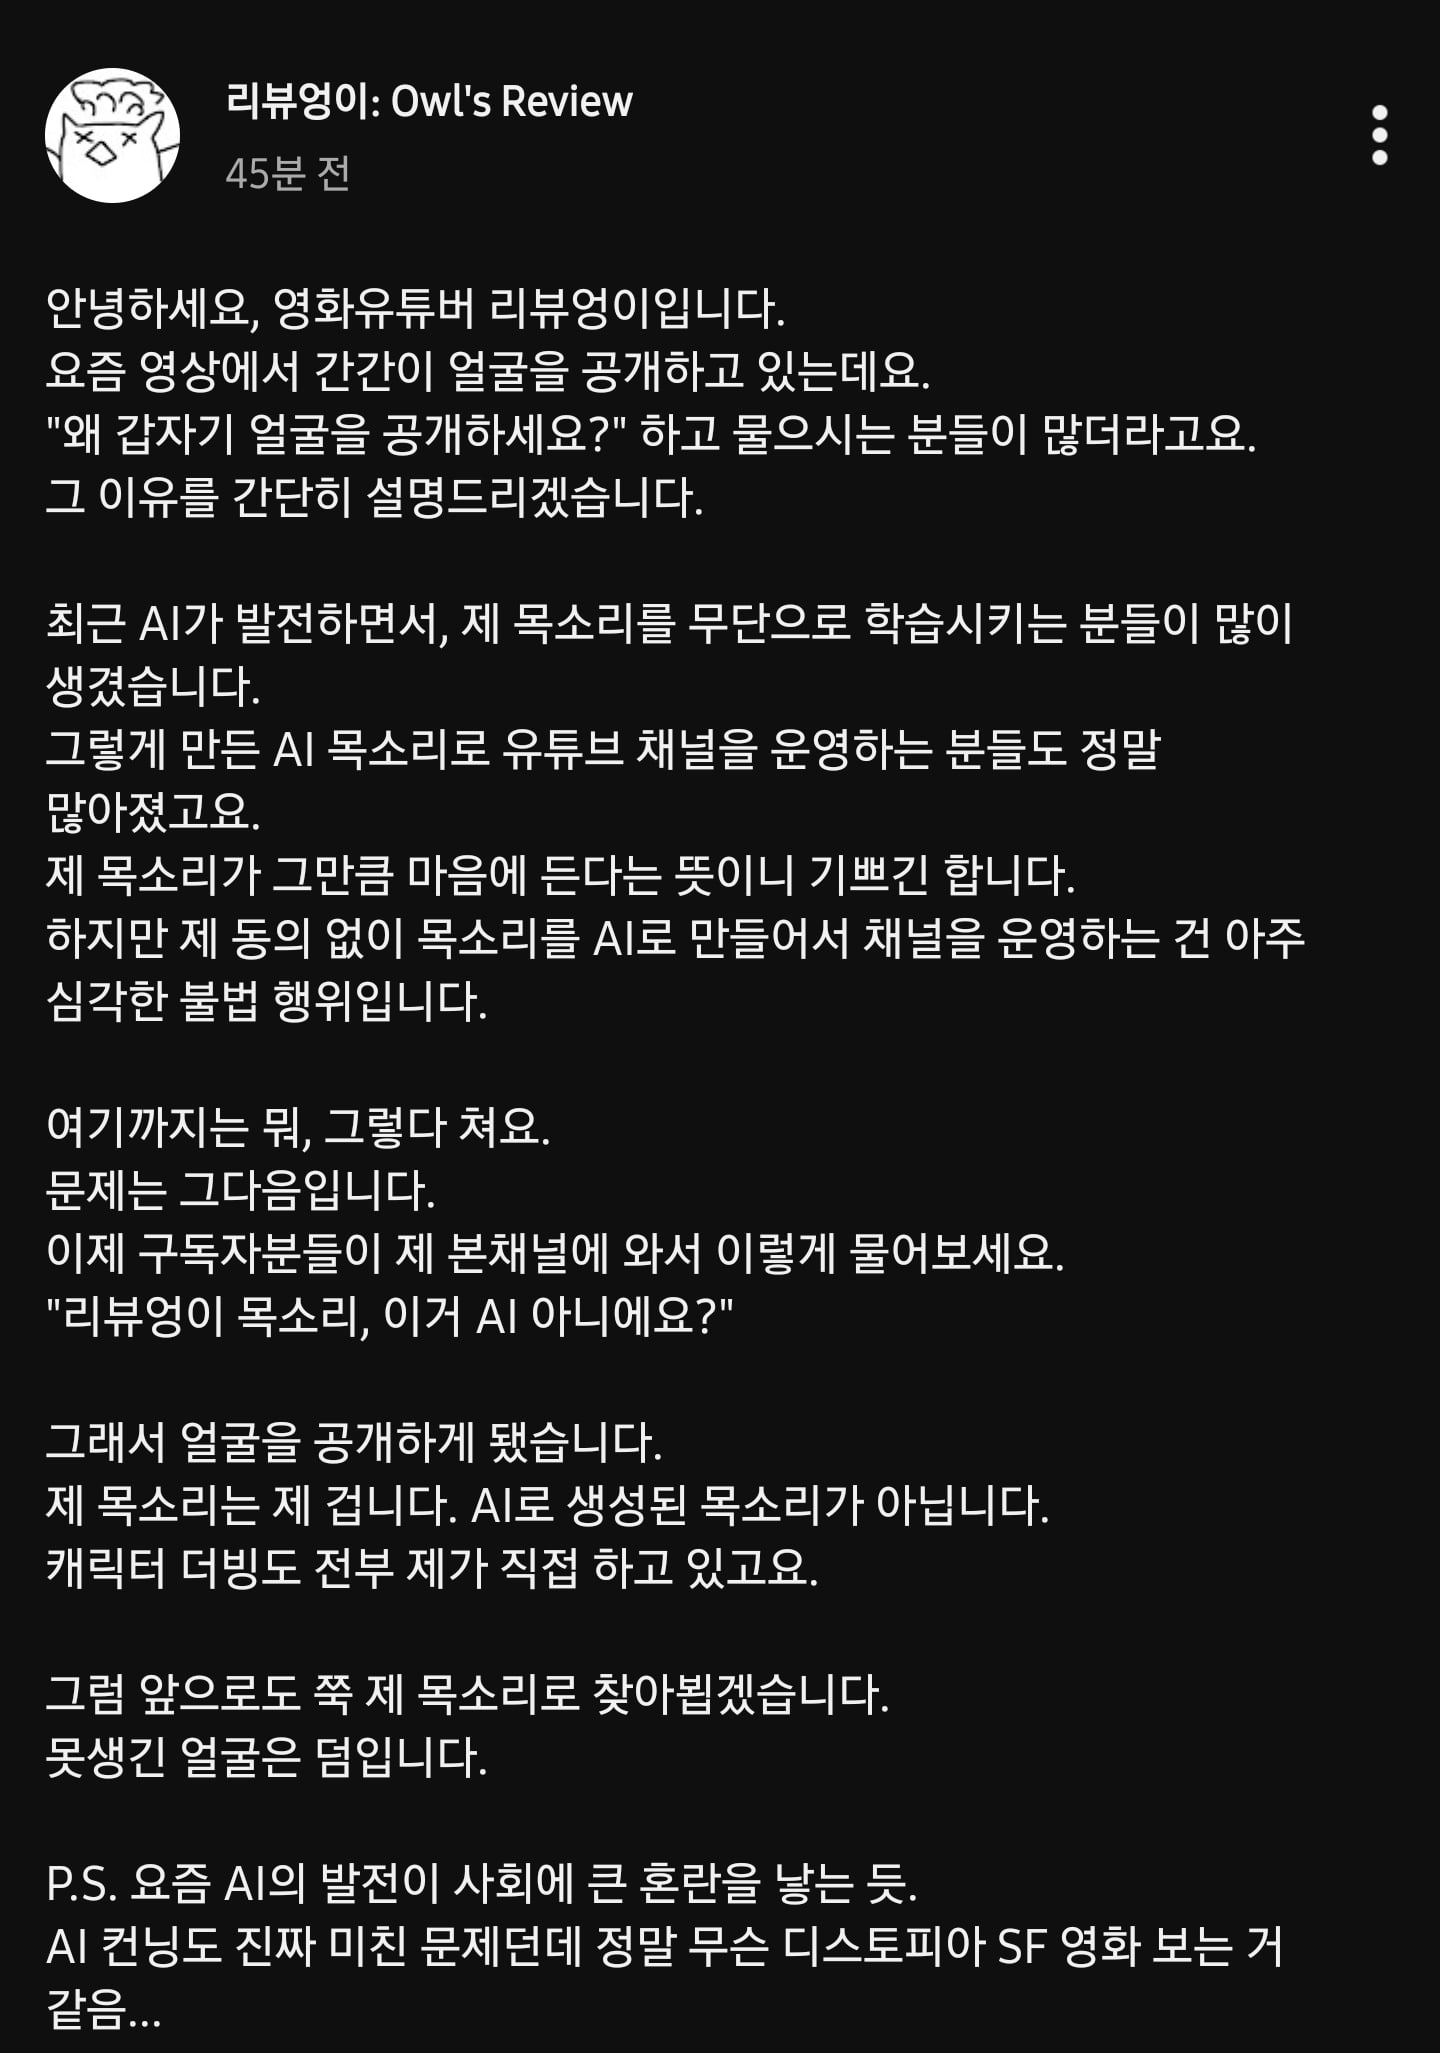 리뷰엉이: Owl's Review
45분 전
안녕하세요, 영화유튜버 리뷰엉이입니다.
요즘 영상에서 간간이 얼굴을 공개하고 있는데요.
"왜 갑자기 얼굴을 공개하세요?" 하고 물으시는 분들이 많더라고요.
그 이유를 간단히 설명드리겠습니다.
최근 AI가 발전하면서, 제 목소리를 무단으로 학습시키는 분들이 많이
생겼습니다.
그렇게 만든 AI 목소리로 유튜브 채널을 운영하는 분들도 정말
많아졌고요.
제 목소리가 그만큼 마음에 든다는 뜻이니 기쁘긴 합니다.
하지만 제 동의 없이 목소리를 AI로 만들어서 채널을 운영하는 건 아주
심각한 불법 행위입니다.
여기까지는 뭐, 그렇다 쳐요.
문제는 그다음입니다.
이제 구독자분들이 제 본채널에 와서 이렇게 물어보세요.
"리뷰엉이 목소리, 이거 AI 아니에요?"
그래서 얼굴을 공개하게 됐습니다.
제 목소리는 제 겁니다. AI로 생성된 목소리가 아닙니다.
캐릭터 더빙도 전부 제가 직접 하고 있고요.
그럼 앞으로도 쭉 제 목소리로 찾아뵙겠습니다.
못생긴 얼굴은 덤입니다.
P.S. 요즘 AI의 발전이 사회에 큰 혼란을 낳는 듯.
AI 컨닝도 진짜 미친 문제던데 정말 무슨 디스토피아 SF 영화 보는 거
같음...